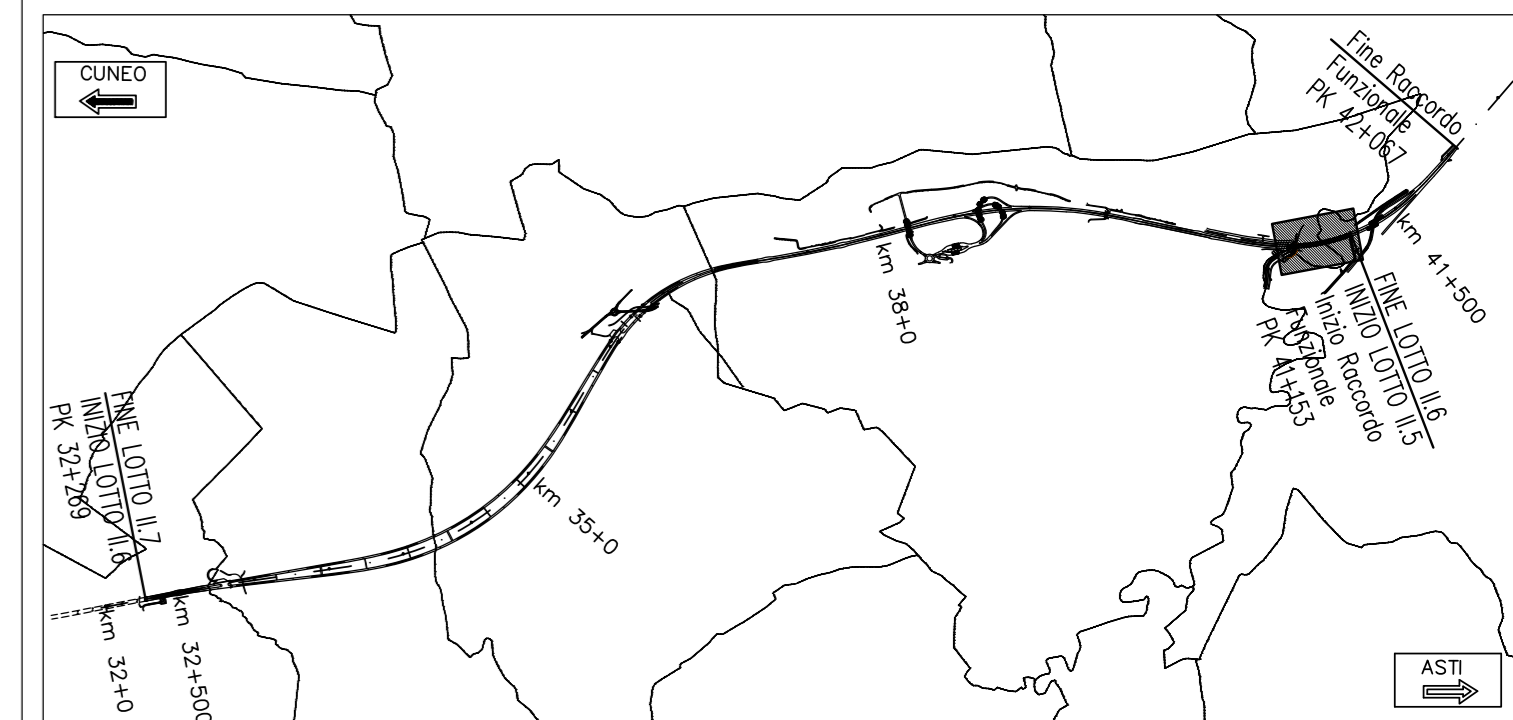 CUNEO
Fine Raccordo
Funzionale
PK 42+067
km 41+500
FINE LOTTO II.6
INIZIO LOTTO II.5
Inizio Raccordo
Funzionale
PK 41+153
km 38+0
km 35+0
FINE LOTTO II.7
INIZIO LOTTO II.6
PK 32+269
km 32+0
km 32+500
ASTI